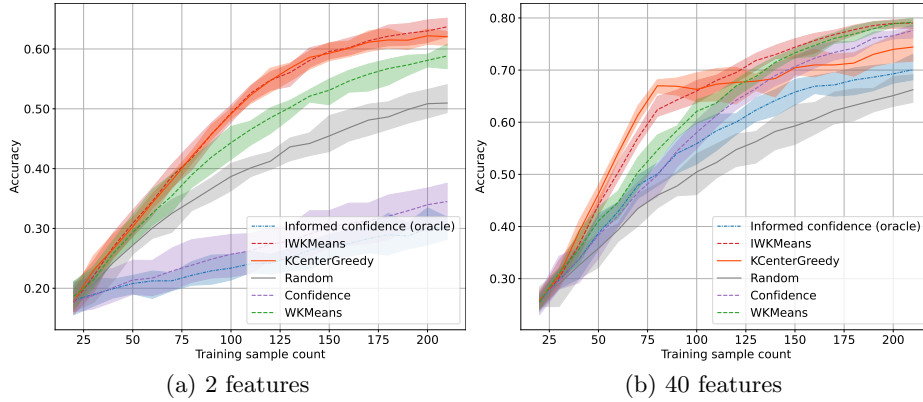 0.60
0.50
0.40
0.30
0.20
Accuracy
25 50 75 100 125 150 175 200
Training sample count
Informed confidence (oracle)
IWKMeans
KCenterGreedy
Random
Confidence
WKMeans
(a) 2 features
0.80
0.70
0.60
0.50
0.40
0.30
Accuracy
25 50 75 100 125 150 175 200
Training sample count
Informed confidence (oracle)
IWKMeans
KCenterGreedy
Random
Confidence
WKMeans
(b) 40 features